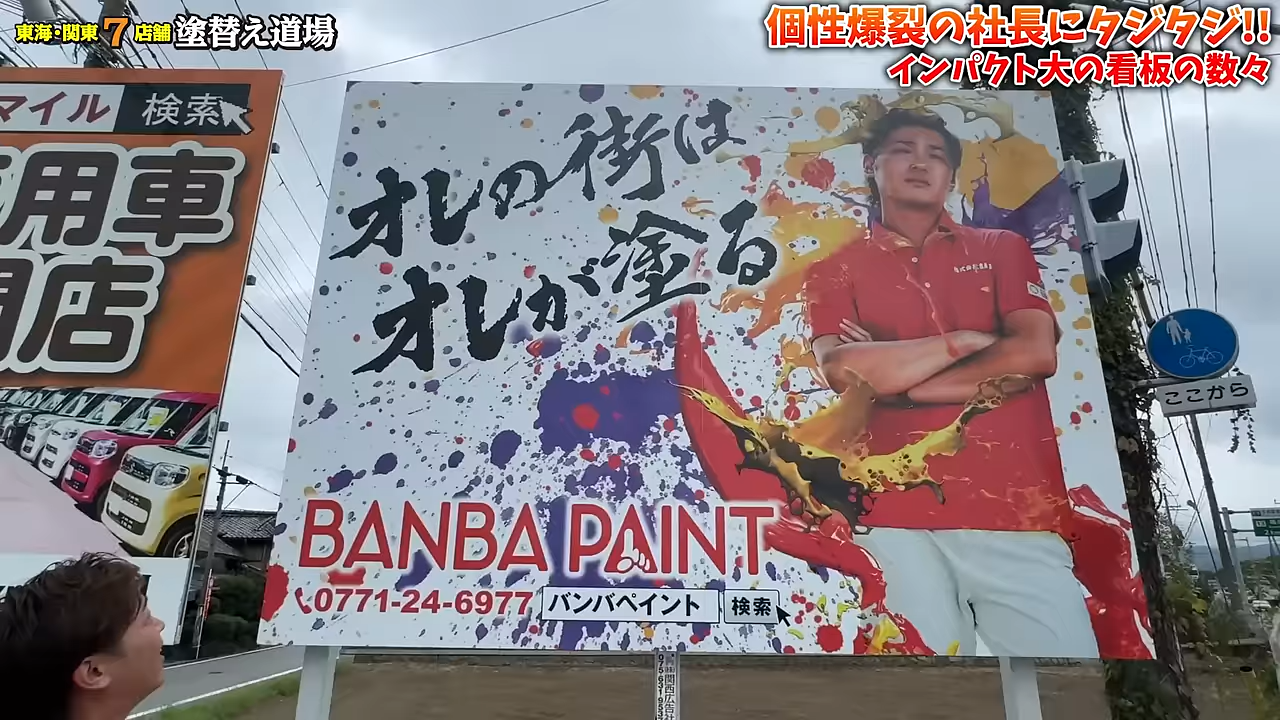 東海・関東7店舗 塗替え道場
個性爆裂の社長にタジタジ!!
インパクト大の看板の数々
マイル 検索
用車
店
オレの街は
オレが塗る
BANBA PAINT
0771-24-6977
バンバペイント 検索
ここから